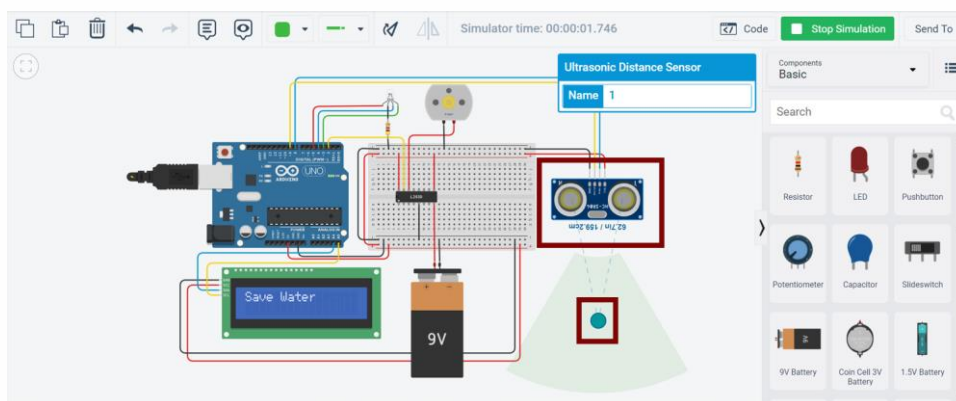 Simulator time: 00:00:01.746
Code
Stop Simulation
Send To
Ultrasonic Distance Sensor
Name 1
Components
Basic
Search
Resistor
LED
Pushbutton
UNO
ARDUINO
L293D
62.7in / 159.2cm
Save Water
9V
Potentiometer
Capacitor
Slideswitch
9V Battery
Coin Cell 3V
Battery
1.5V Battery